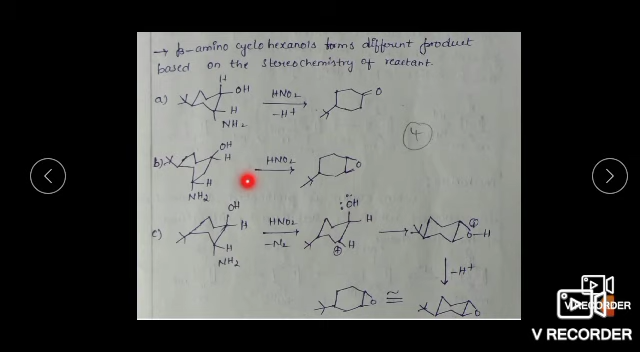 → β-amino cyclohexanols forms different product
based on the stereochemistry of reactant.
a) H OH H NH₂ HNO₂ -H⁺ O
4
b) OH H H NH₂ HNO₂ O
c) OH H H NH₂ HNO₂ -N₂ :ÖH H H ⊕ ⊕ O-H
-H⁺
O ≅ O
V RECORDER
V RECORDER